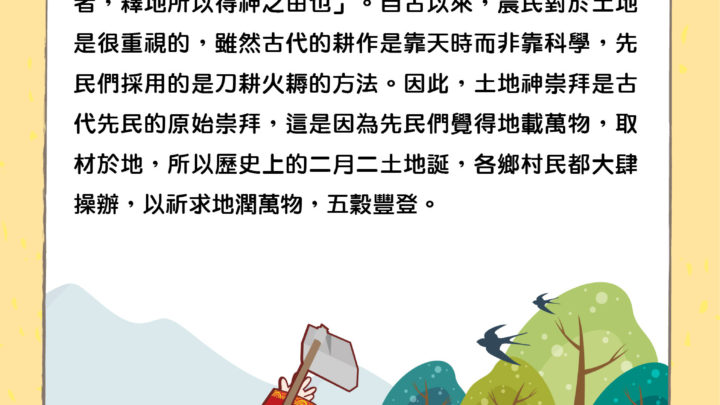 者，釋地所以得神之由也」。自古以來，農民對於土地
是很重視的，雖然古代的耕作是靠天時而非靠科學，先
民們採用的是刀耕火耨的方法。因此，土地神崇拜是古
代先民的原始崇拜，這是因為先民們覺得地載萬物，取
材於地，所以歷史上的二月二土地誕，各鄉村民都大肆
操辦，以祈求地潤萬物，五穀豐登。